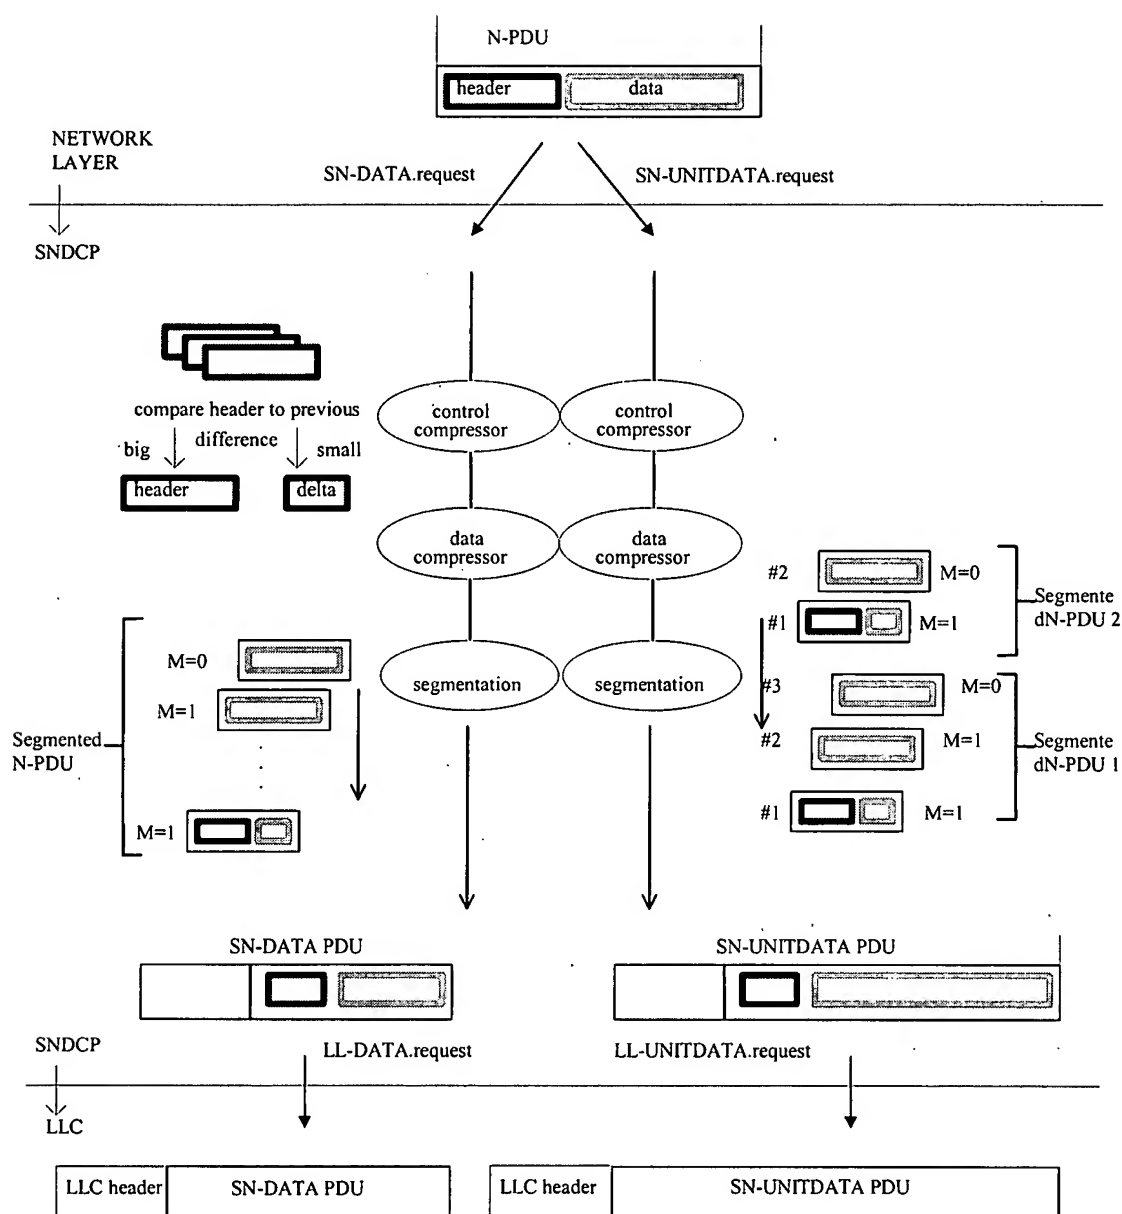 N-PDU
header data
NETWORK
LAYER
SN-DATA.request SN-UNITDATA.request
SNDCP
compare header to previous
big difference small
header delta
control
compressor
control
compressor
data
compressor
data
compressor
segmentation
segmentation
#2 M=0
#1 M=1
Segmente
dN-PDU 2
#3 M=0
#2 M=1
#1 M=1
Segmente
dN-PDU 1
M=0
M=1
Segmented
N-PDU
M=1
SN-DATA PDU SN-UNITDATA PDU
SNDCP LL-DATA.request LL-UNITDATA.request
LLC
LLC header SN-DATA PDU LLC header SN-UNITDATA PDU